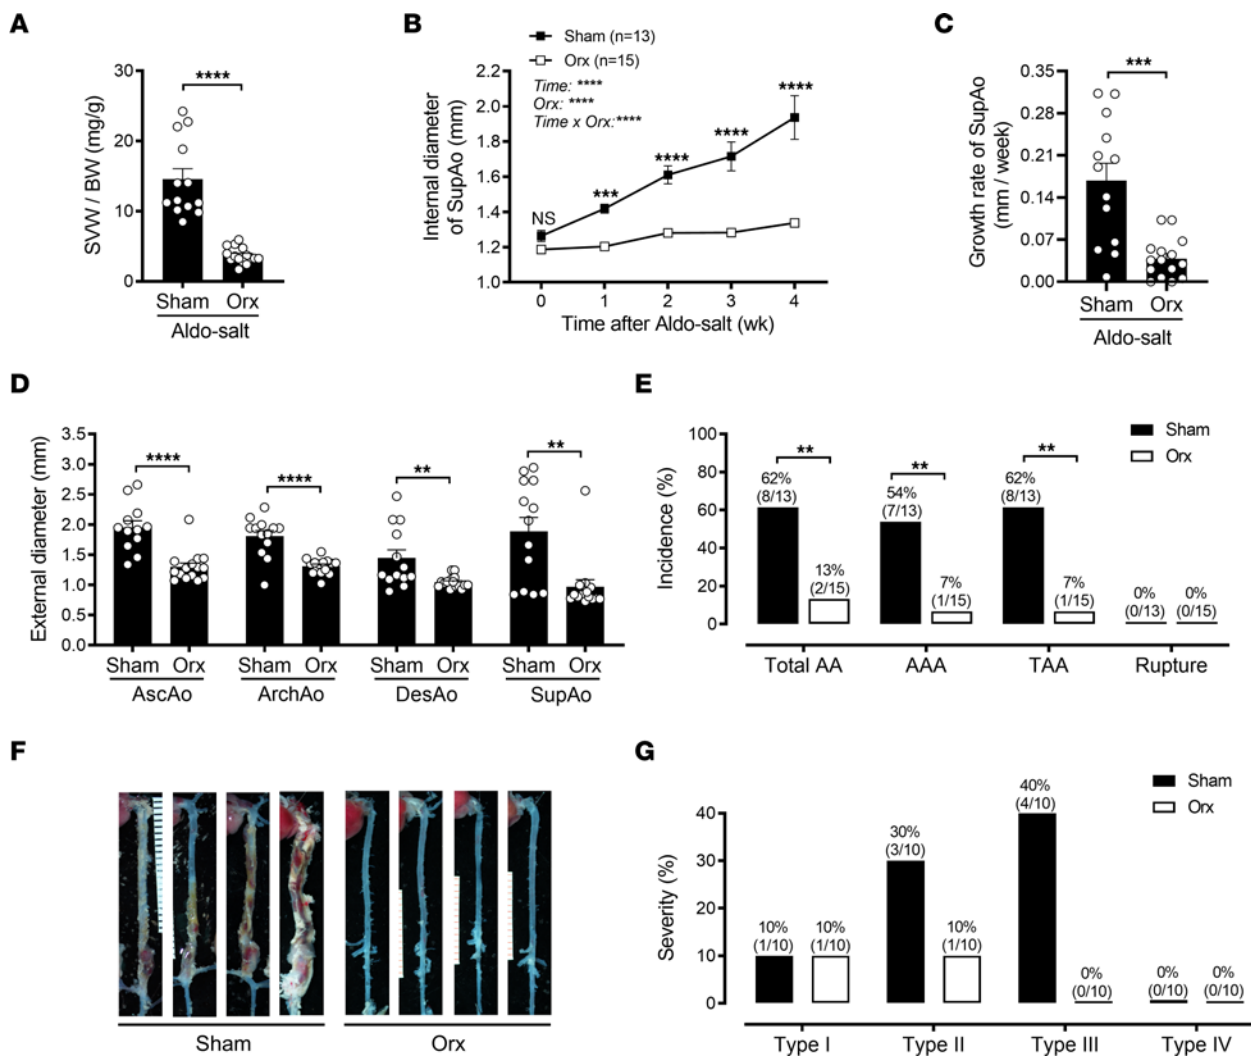 A
SVW / BW (mg/g)
30
20
10
0
****
Sham Orx
Aldo-salt
B
Sham (n=13)
Orx (n=15)
Time: ****
Orx: ****
Time x Orx:****
Internal diameter
of SupAo (mm)
2.2
2.0
1.8
1.6
1.4
1.2
1.0
NS
***
****
****
****
0 1 2 3 4
Time after Aldo-salt (wk)
C
Growth rate of SupAo
(mm / week)
0.35
0.28
0.21
0.14
0.07
0.00
***
Sham Orx
Aldo-salt
D
External diameter (mm)
3.5
3.0
2.5
2.0
1.5
1.0
0.5
0.0
****
****
**
**
Sham Orx Sham Orx Sham Orx Sham Orx
AscAo ArchAo DesAo SupAo
E
Sham
Orx
Incidence (%)
100
80
60
40
20
0
**
**
**
62%
(8/13)
13%
(2/15)
54%
(7/13)
7%
(1/15)
62%
(8/13)
7%
(1/15)
0%
(0/13)
0%
(0/15)
Total AA AAA TAA Rupture
F
Sham Orx
G
Sham
Orx
Severity (%)
40
30
20
10
0
10%
(1/10)
10%
(1/10)
30%
(3/10)
10%
(1/10)
40%
(4/10)
0%
(0/10)
0%
(0/10)
0%
(0/10)
Type I Type II Type III Type IV